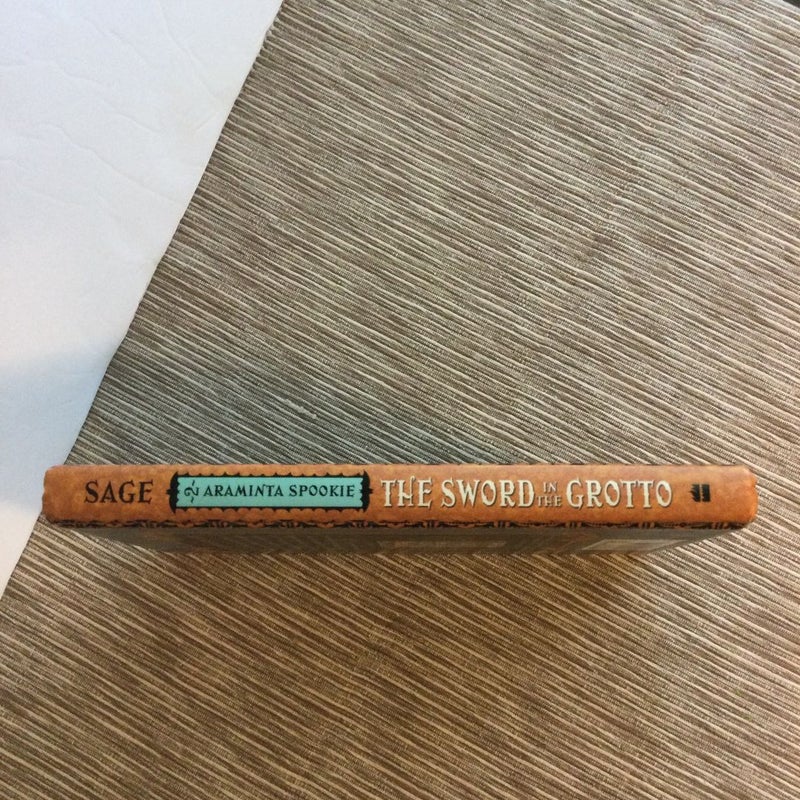 SAGE 2 ARAMINTA SPOOKIE THE SWORD IN THE GROTTO